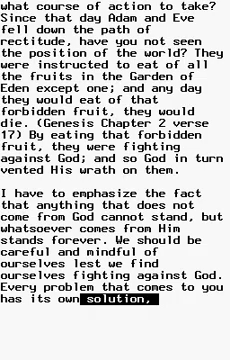 what course of action to take?
Since that day Adam and Eve
fell down the path of
rectitude, have you not seen
the position of the world? They
were instructed to eat of all
the fruits in the Garden of
Eden except one; and any day
they would eat of that
forbidden fruit, they would
die. (Genesis Chapter 2 verse
17) By eating that forbidden
fruit, they were fighting
against God; and so God in turn
vented His wrath on them.

I have to emphasize the fact
that anything that does not
come from God cannot stand, but
whatsoever comes from Him
stands forever. We should be
careful and mindful of
ourselves lest we find
ourselves fighting against God.
Every problem that comes to you
has its own solution,